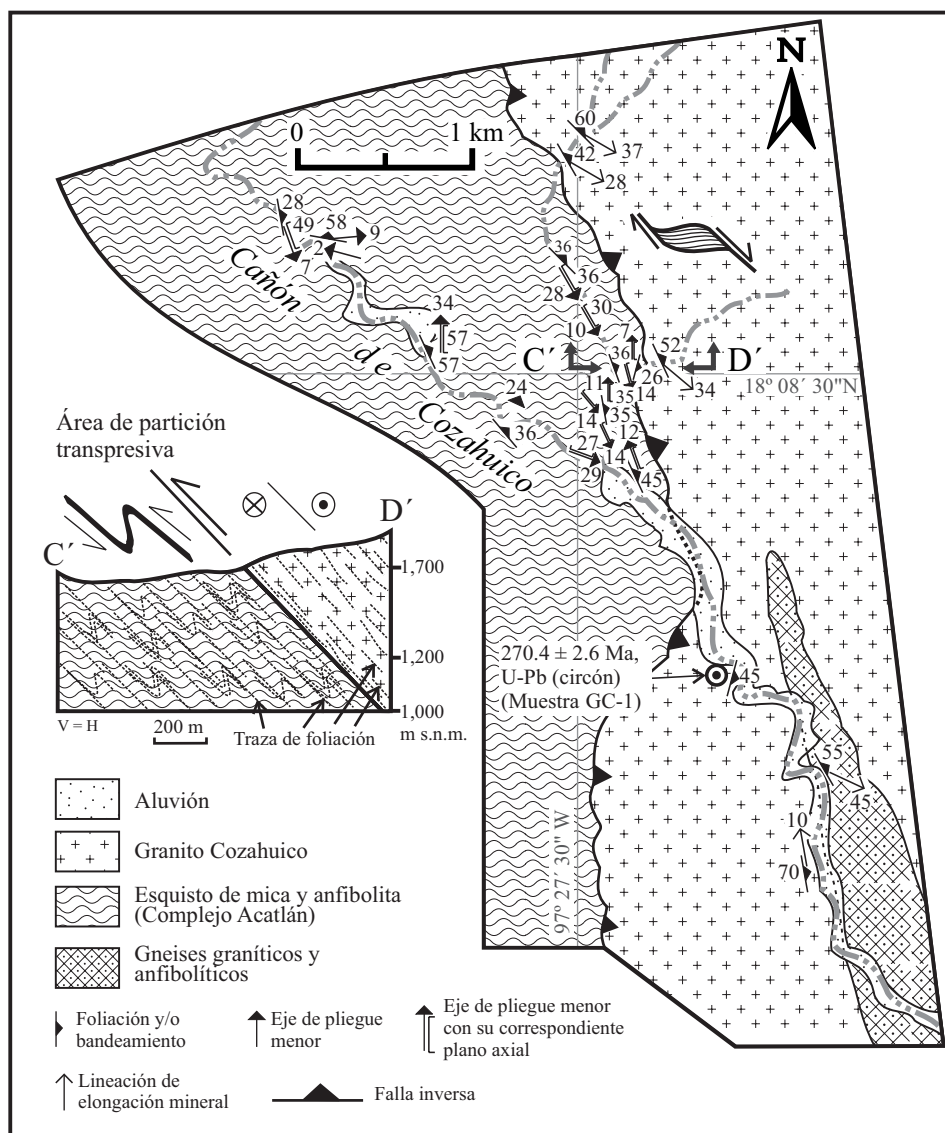 N
0
1 km
60
42
37
28
28
49
58
9
2
7
36
36
28
30
10
7
34
57
57
Cañón
de
Cozahuico
C´
D´
52
36
26
34
18º 08´ 30"N
11
14
35
14
35
24
36
12
27
14
29
45
Área de partición
transpresiva
C´
D´
1,700
1,200
1,000
m s.n.m.
V = H
200 m
Traza de foliación
270.4 ± 2.6 Ma,
U-Pb (circón)
(Muestra GC-1)
45
55
45
10
70
97º 27´ 30"W
Aluvión
Granito Cozahuico
Esquisto de mica y anfibolita
(Complejo Acatlán)
Gneises graníticos y
anfibolíticos
Foliación y/o
bandeamiento
Eje de pliegue
menor
Eje de pliegue menor
con su correspondiente
plano axial
Lineación de
elongación mineral
Falla inversa